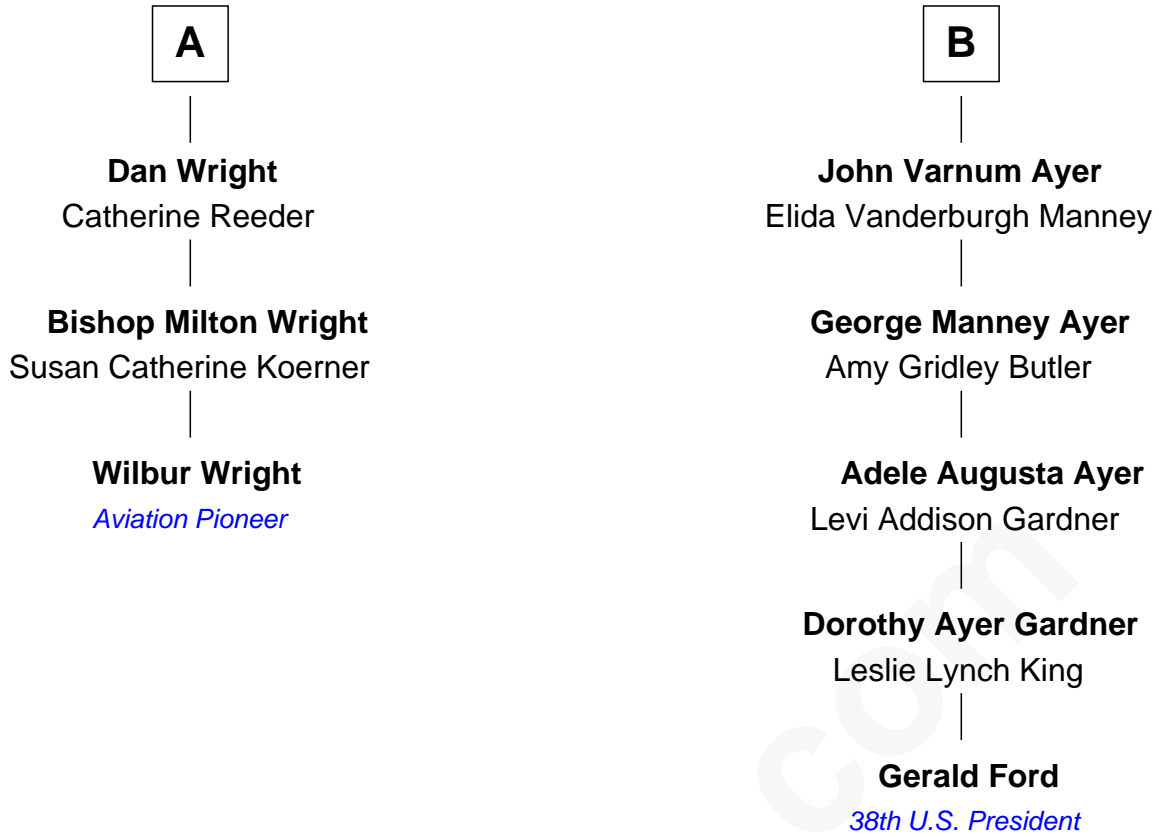 A
Dan Wright
Catherine Reeder
Bishop Milton Wright
Susan Catherine Koerner
Wilbur Wright
Aviation Pioneer
B
John Varnum Ayer
Elida Vanderburgh Manney
George Manney Ayer
Amy Gridley Butler
Adele Augusta Ayer
Levi Addison Gardner
Dorothy Ayer Gardner
Leslie Lynch King
Gerald Ford
38th U.S. President
com